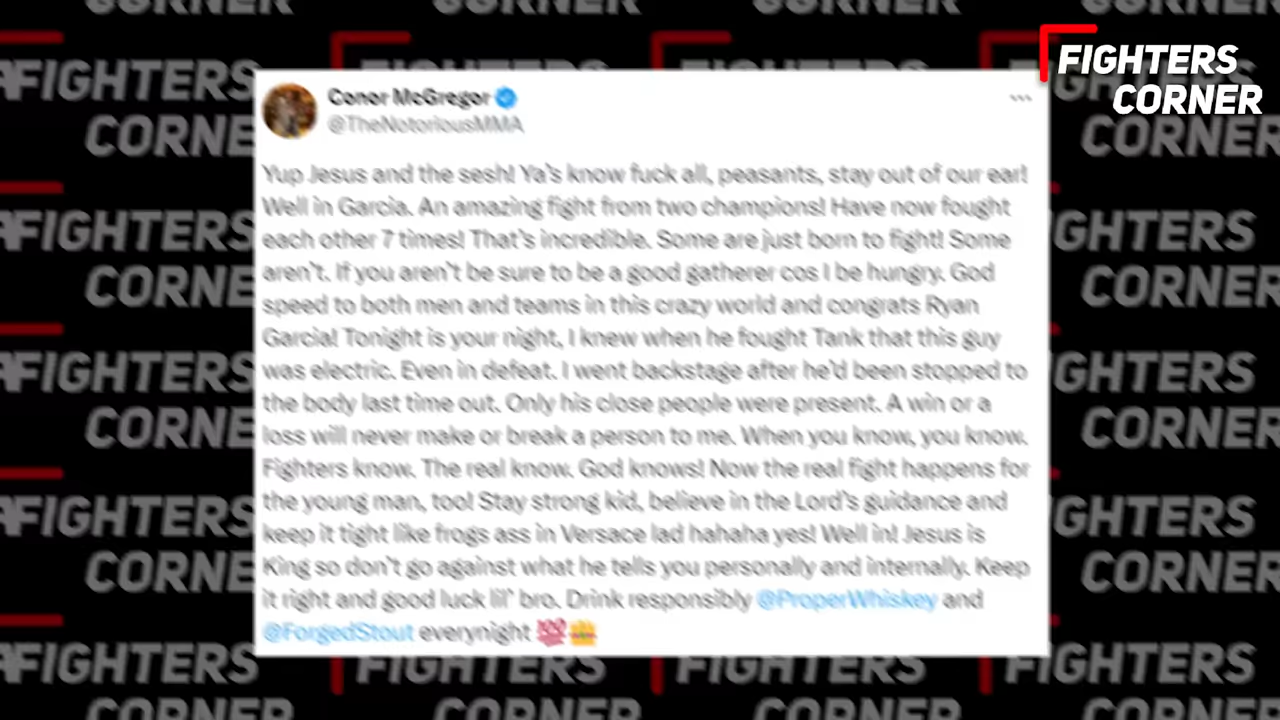 FIGHTERS
CORNER
Conor McGregor
@TheNotoriousMMA
Yup Jesus and the sesh! Ya's know fuck all, peasants, stay out of our ear!
Well in Garcia. An amazing fight from two champions! Have now fought
each other 7 times! That's incredible. Some are just born to fight! Some
aren't. If you aren't be sure to be a good gatherer cos I be hungry. God
speed to both men and teams in this crazy world and congrats Ryan
Garcia! Tonight is your night, I knew when he fought Tank that this guy
was electric. Even in defeat. I went backstage after he'd been stopped to
the body last time out. Only his close people were present. A win or a
loss will never make or break a person to me. When you know, you know.
Fighters know. The real know. God knows! Now the real fight happens for
the young man, too! Stay strong kid, believe in the Lord's guidance and
keep it tight like frogs ass in Versace lad hahaha yes! Well in! Jesus is
King so don't go against what he tells you personally and internally. Keep
it right and good luck lil' bro. Drink responsibly @ProperWhiskey and
@ForgedStout everynight 💯👑